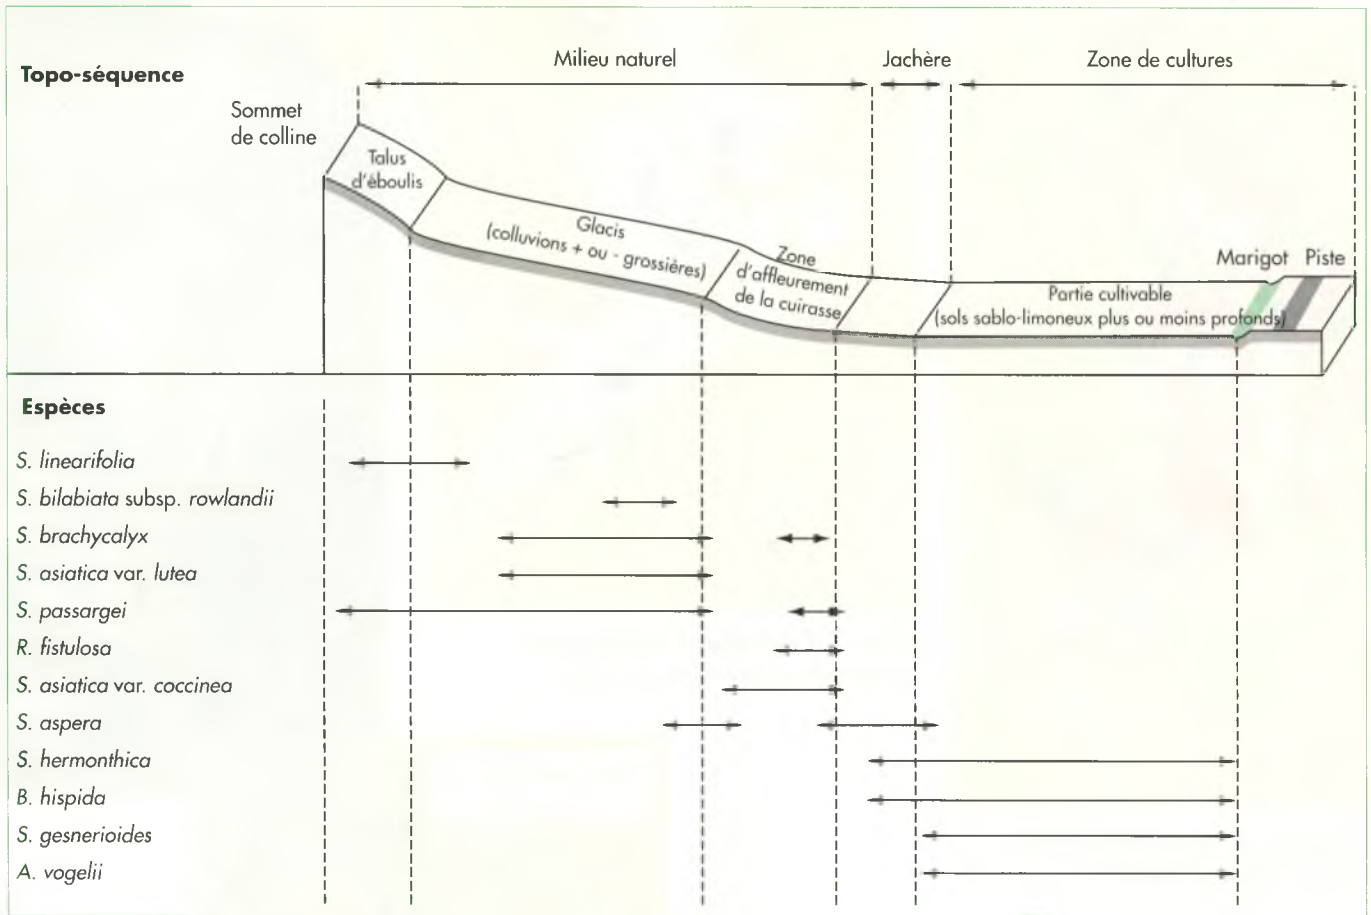 Topo-séquence
Milieu naturel
Jachère
Zone de cultures
Sommet
de colline
Talus
d'éboulis
Glacis
(colluvions + ou - grossières)
Zone
d'affleurement
de la cuirasse
Partie cultivable
(sols sablo-limoneux plus ou moins profonds)
Marigot
Piste
Espèces
S. linearifolia
S. bilabiata subsp. rowlandii
S. brachycalyx
S. asiatica var. lutea
S. passargei
R. fistulosa
S. asiatica var. coccinea
S. aspera
S. hermonthica
B. hispida
S. gesnerioides
A. vogelii